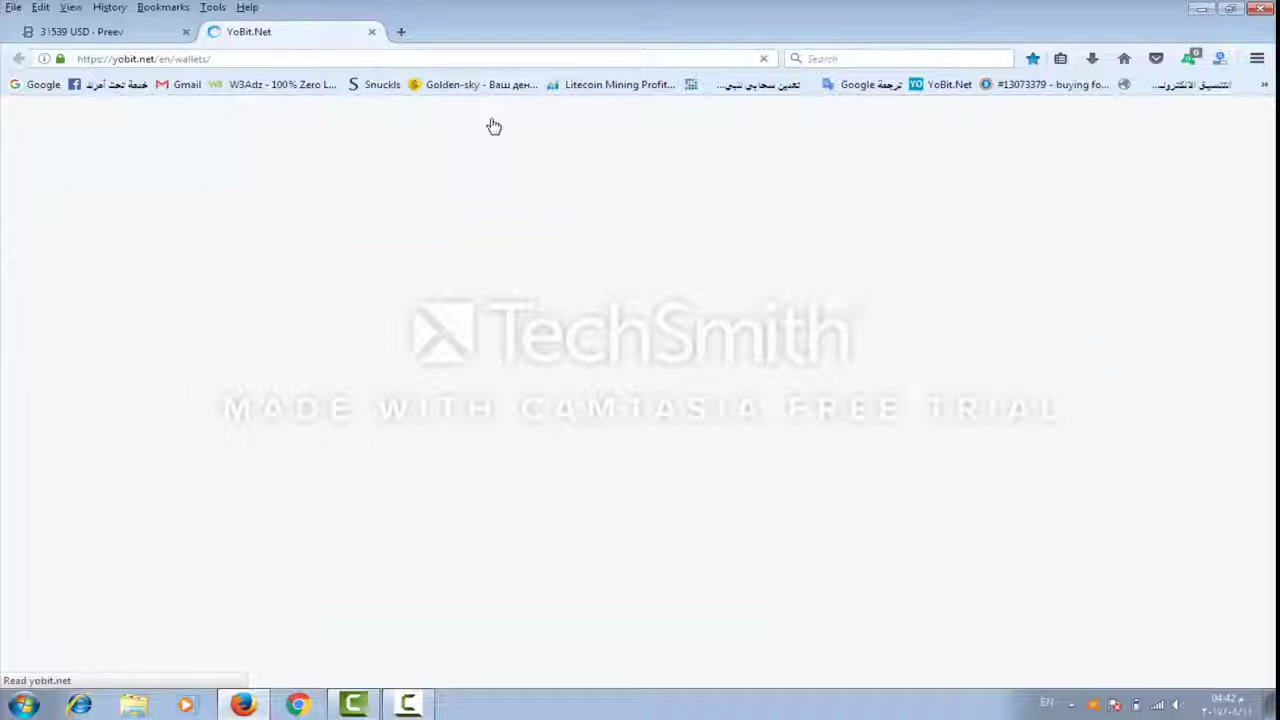 File Edit View History Bookmarks Tools Help
31539 USD · Preev
YoBit.Net
https://yobit.net/en/wallets/
Search
0
Google
Gmail
W3Adz - 100% Zero L...
Snuckls
Golden-sky - Ваш ден...
Litecoin Mining Profit...
ترجمة Google
YoBit.Net
#13073379 - buying fo...
TechSmith
MADE WITH CAMTASIA FREE TRIAL
Read yobit.net
EN
04:42 م